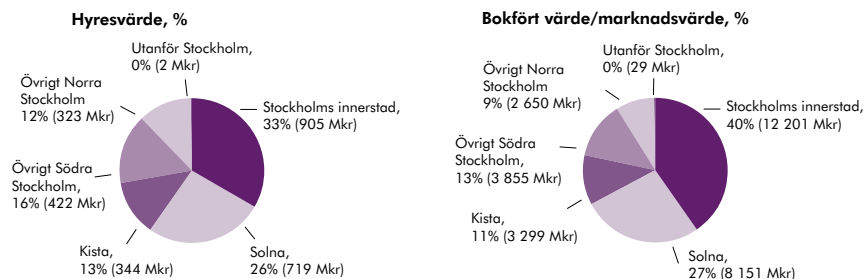 Hyresvärde, %
Utanför Stockholm,
0% (2 Mkr)
Övrigt Norra
Stockholm
12% (323 Mkr)
Stockholms innerstad,
33% (905 Mkr)
Övrigt Södra
Stockholm,
16% (422 Mkr)
Kista,
13% (344 Mkr)
Solna,
26% (719 Mkr)
Bokfört värde/marknadsvärde, %
Utanför Stockholm,
0% (29 Mkr)
Övrigt Norra
Stockholm
9% (2 650 Mkr)
Stockholms innerstad,
40% (12 201 Mkr)
Övrigt Södra
Stockholm,
13% (3 855 Mkr)
Kista,
11% (3 299 Mkr)
Solna,
27% (8 151 Mkr)